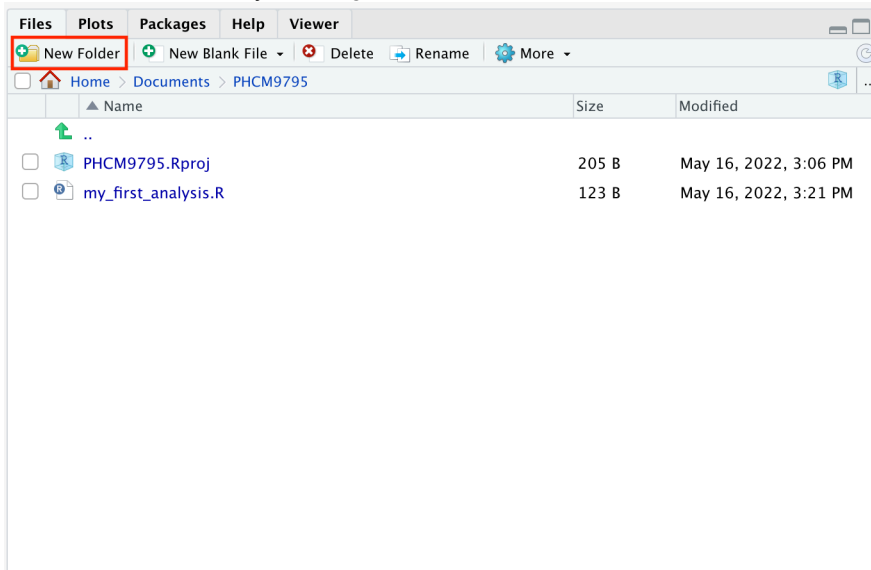 Files Plots Packages Help Viewer
New Folder New Blank File Delete Rename More
Home > Documents > PHCM9795 R ..
Name Size Modified
..
R PHCM9795.Rproj 205 B May 16, 2022, 3:06 PM
R my_first_analysis.R 123 B May 16, 2022, 3:21 PM